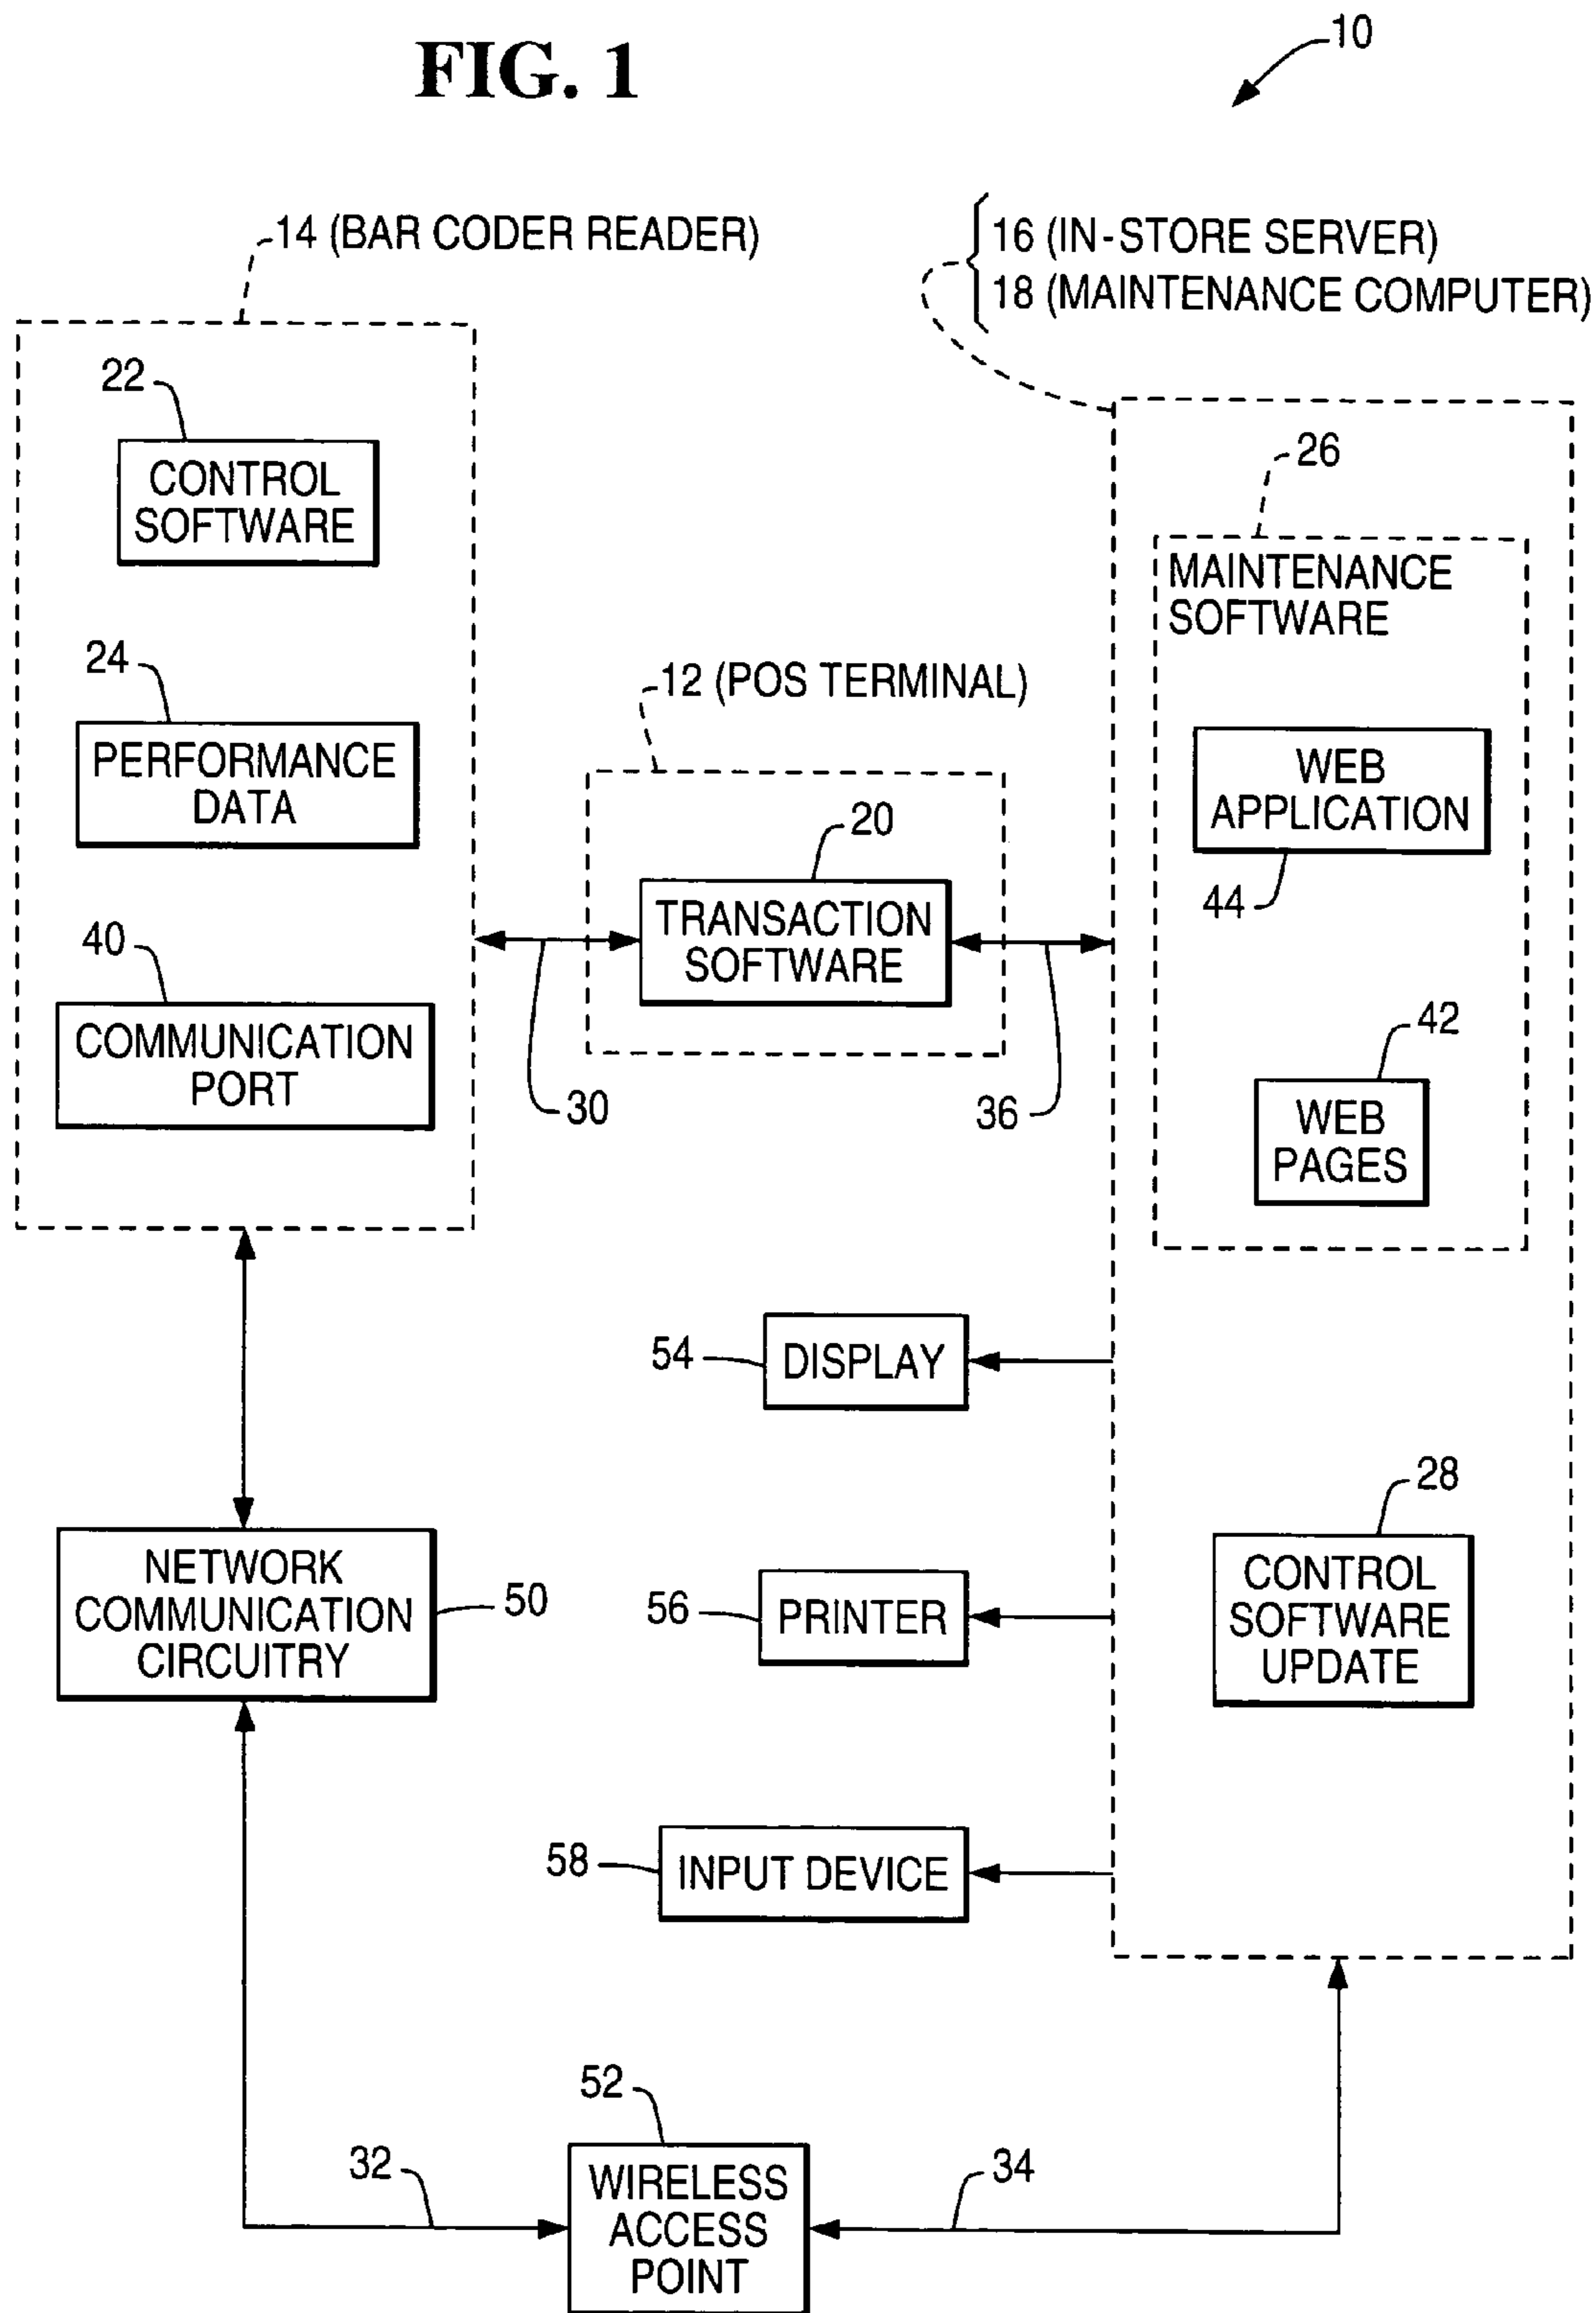 FIG. 1
10
14 (BAR CODER READER)
16 (IN-STORE SERVER)
18 (MAINTENANCE COMPUTER)
22
CONTROL
SOFTWARE
24
PERFORMANCE
DATA
40
COMMUNICATION
PORT
12 (POS TERMINAL)
20
TRANSACTION
SOFTWARE
30
36
26
MAINTENANCE
SOFTWARE
WEB
APPLICATION
44
42
WEB
PAGES
54
DISPLAY
56
PRINTER
58
INPUT DEVICE
28
CONTROL
SOFTWARE
UPDATE
NETWORK
COMMUNICATION
CIRCUITRY
50
52
WIRELESS
ACCESS
POINT
32
34